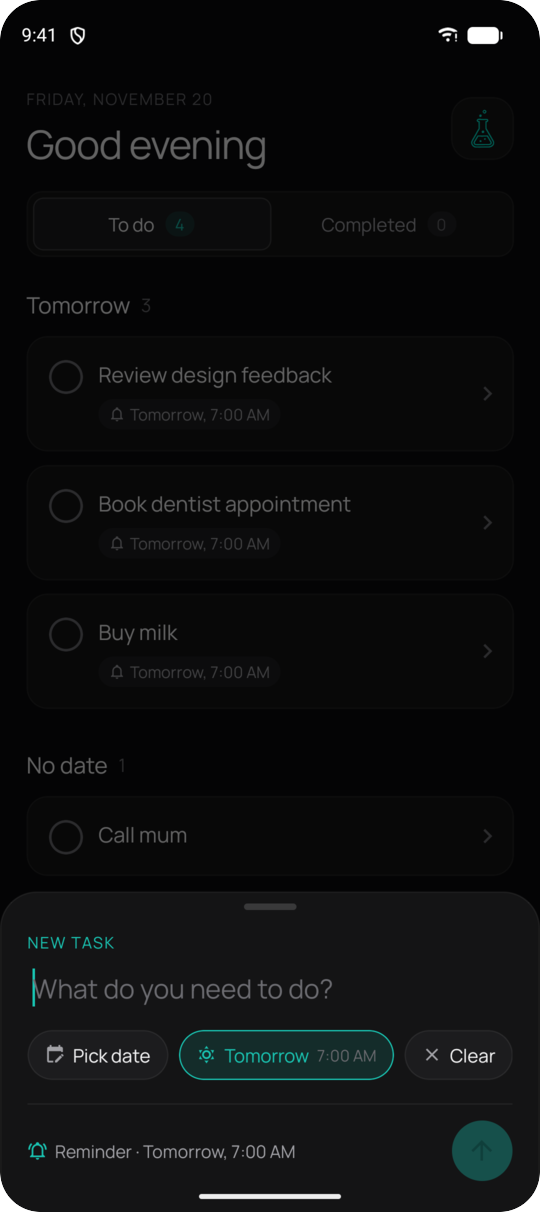 9:41
FRIDAY, NOVEMBER 20
Good evening
To do 4
Completed 0
Tomorrow 3
Review design feedback
Tomorrow, 7:00 AM
Book dentist appointment
Tomorrow, 7:00 AM
Buy milk
Tomorrow, 7:00 AM
No date 1
Call mum
NEW TASK
What do you need to do?
Pick date
Tomorrow 7:00 AM
Clear
Reminder · Tomorrow, 7:00 AM